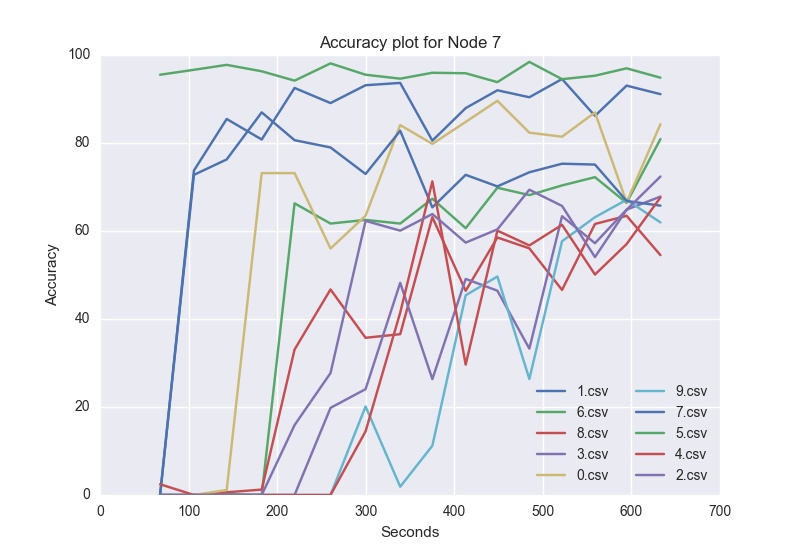 Accuracy plot for Node 7
100
80
60
40
20
0
Accuracy
0 100 200 300 400 500 600 700
Seconds
1.csv 9.csv
6.csv 7.csv
8.csv 5.csv
3.csv 4.csv
0.csv 2.csv